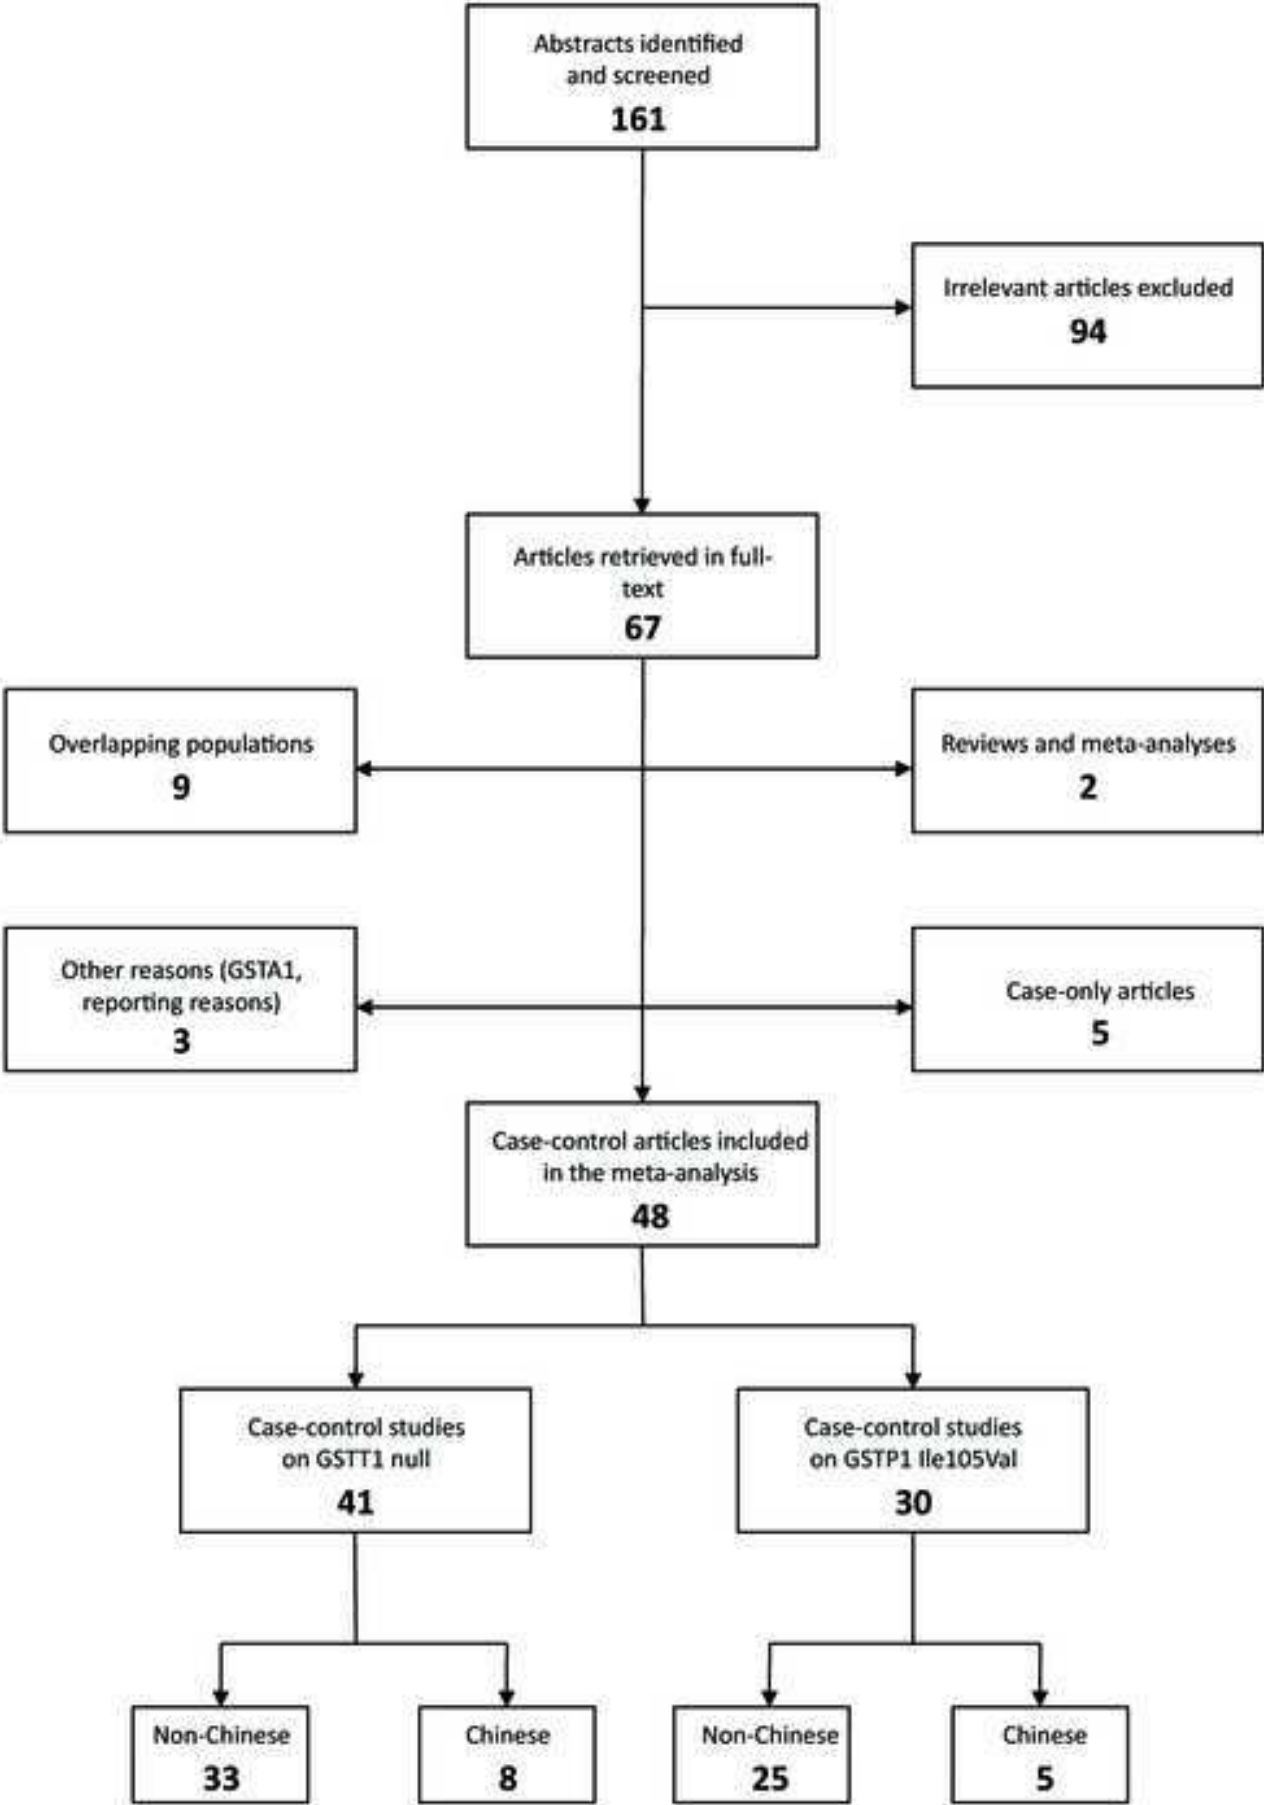 Abstracts identified
and screened
161
Irrelevant articles excluded
94
Articles retrieved in full-
text
67
Overlapping populations
9
Reviews and meta-analyses
2
Other reasons (GSTA1,
reporting reasons)
3
Case-only articles
5
Case-control articles included
in the meta-analysis
48
Case-control studies
on GSTT1 null
41
Case-control studies
on GSTP1 Ile105Val
30
Non-Chinese
33
Chinese
8
Non-Chinese
25
Chinese
5